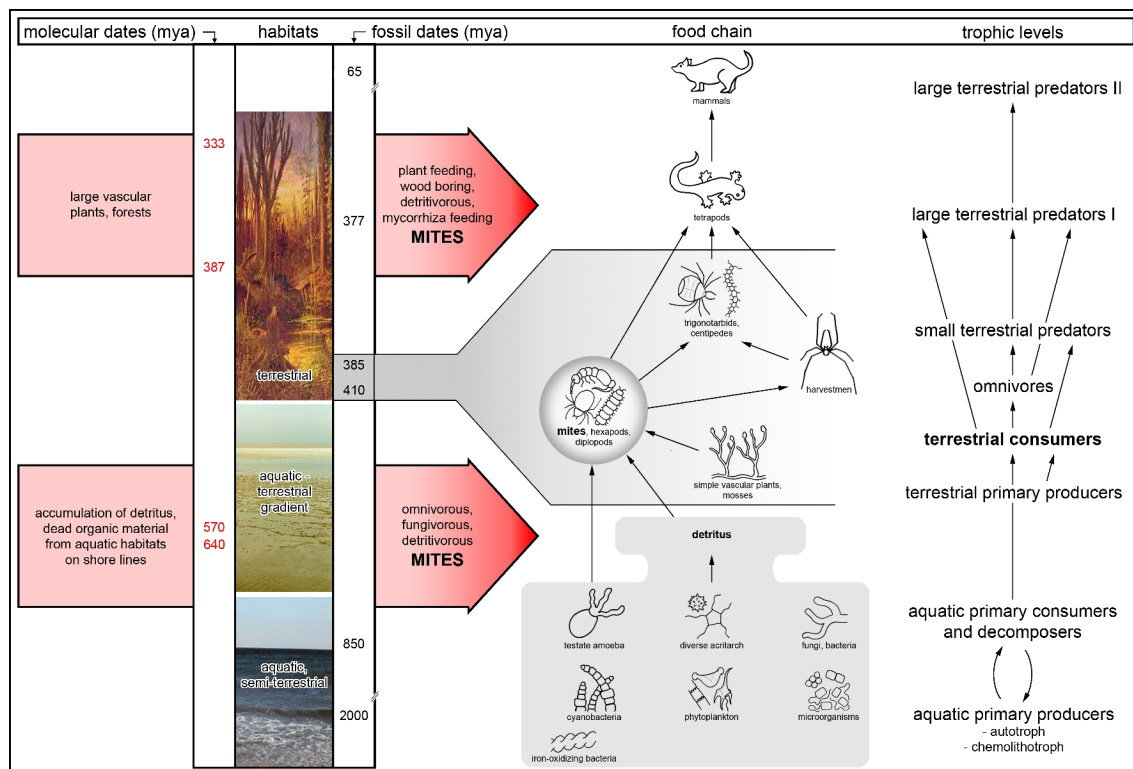 molecular dates (mya)
habitats
fossil dates (mya)
food chain
trophic levels
large vascular
plants, forests
accumulation of detritus,
dead organic material
from aquatic habitats
on shore lines
333
387
570
640
terrestrial
aquatic -
terrestrial
gradient
aquatic,
semi-terrestrial
65
377
385
410
850
2000
plant feeding,
wood boring,
detritivorous,
mycorrhiza feeding
MITES
omnivorous,
fungivorous,
detritivorous
MITES
mammals
tetrapods
trigonotarbids,
centipedes
harvestmen
mites, hexapods,
diplopods
simple vascular plants,
mosses
detritus
testate amoeba
diverse acritarch
fungi, bacteria
cyanobacteria
phytoplankton
microorganisms
iron-oxidizing bacteria
large terrestrial predators II
large terrestrial predators I
small terrestrial predators
omnivores
terrestrial consumers
terrestrial primary producers
aquatic primary consumers
and decomposers
aquatic primary producers
- autotroph
- chemolithotroph